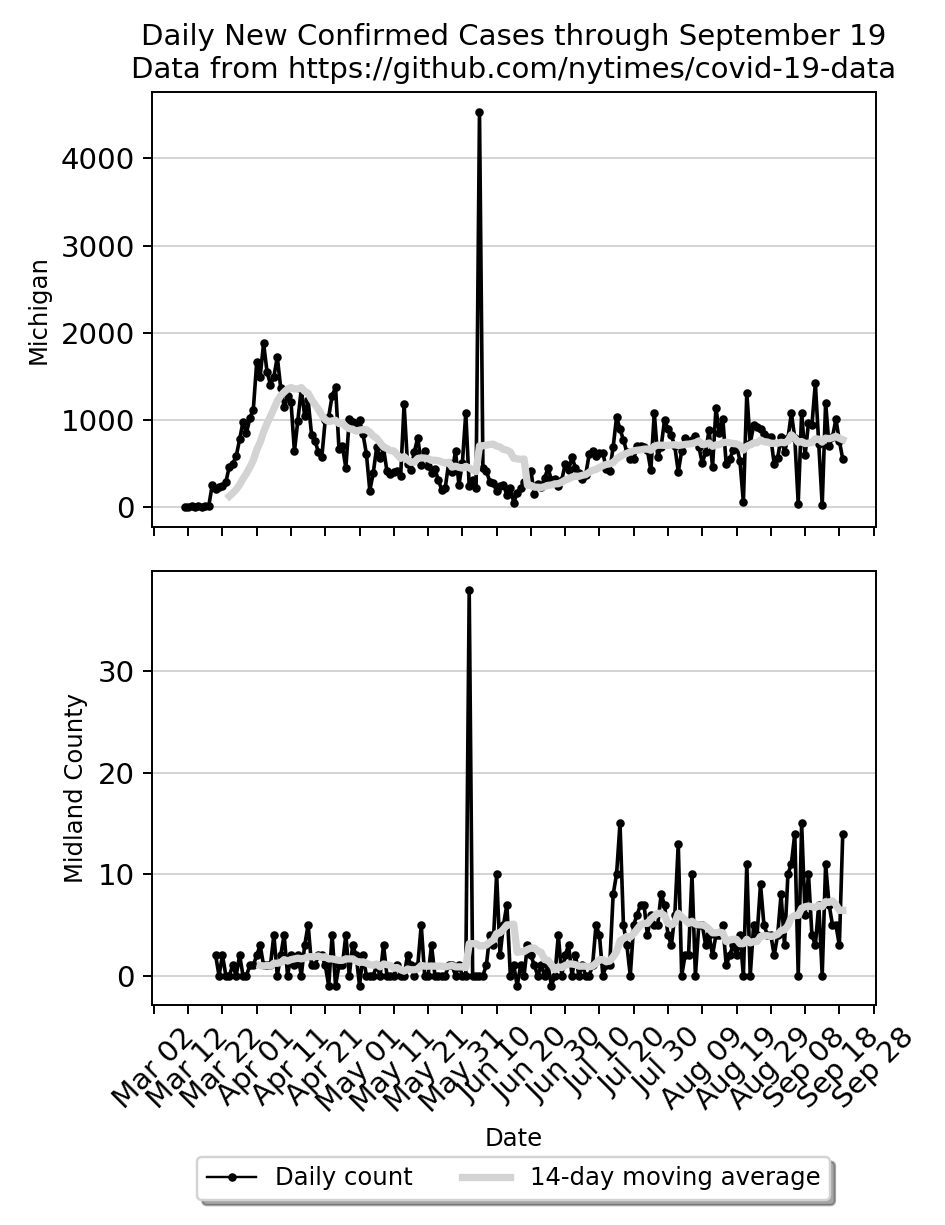 Daily New Confirmed Cases through September 19
Data from https://github.com/nytimes/covid-19-data
Michigan
4000
3000
2000
1000
0
Midland County
30
20
10
0
Mar 02
Mar 12
Mar 22
Apr 01
Apr 11
Apr 21
May 01
May 11
May 21
May 31
Jun 10
Jun 20
Jun 30
Jul 10
Jul 20
Jul 30
Aug 09
Aug 19
Aug 29
Sep 08
Sep 18
Sep 28
Date
Daily count
14-day moving average